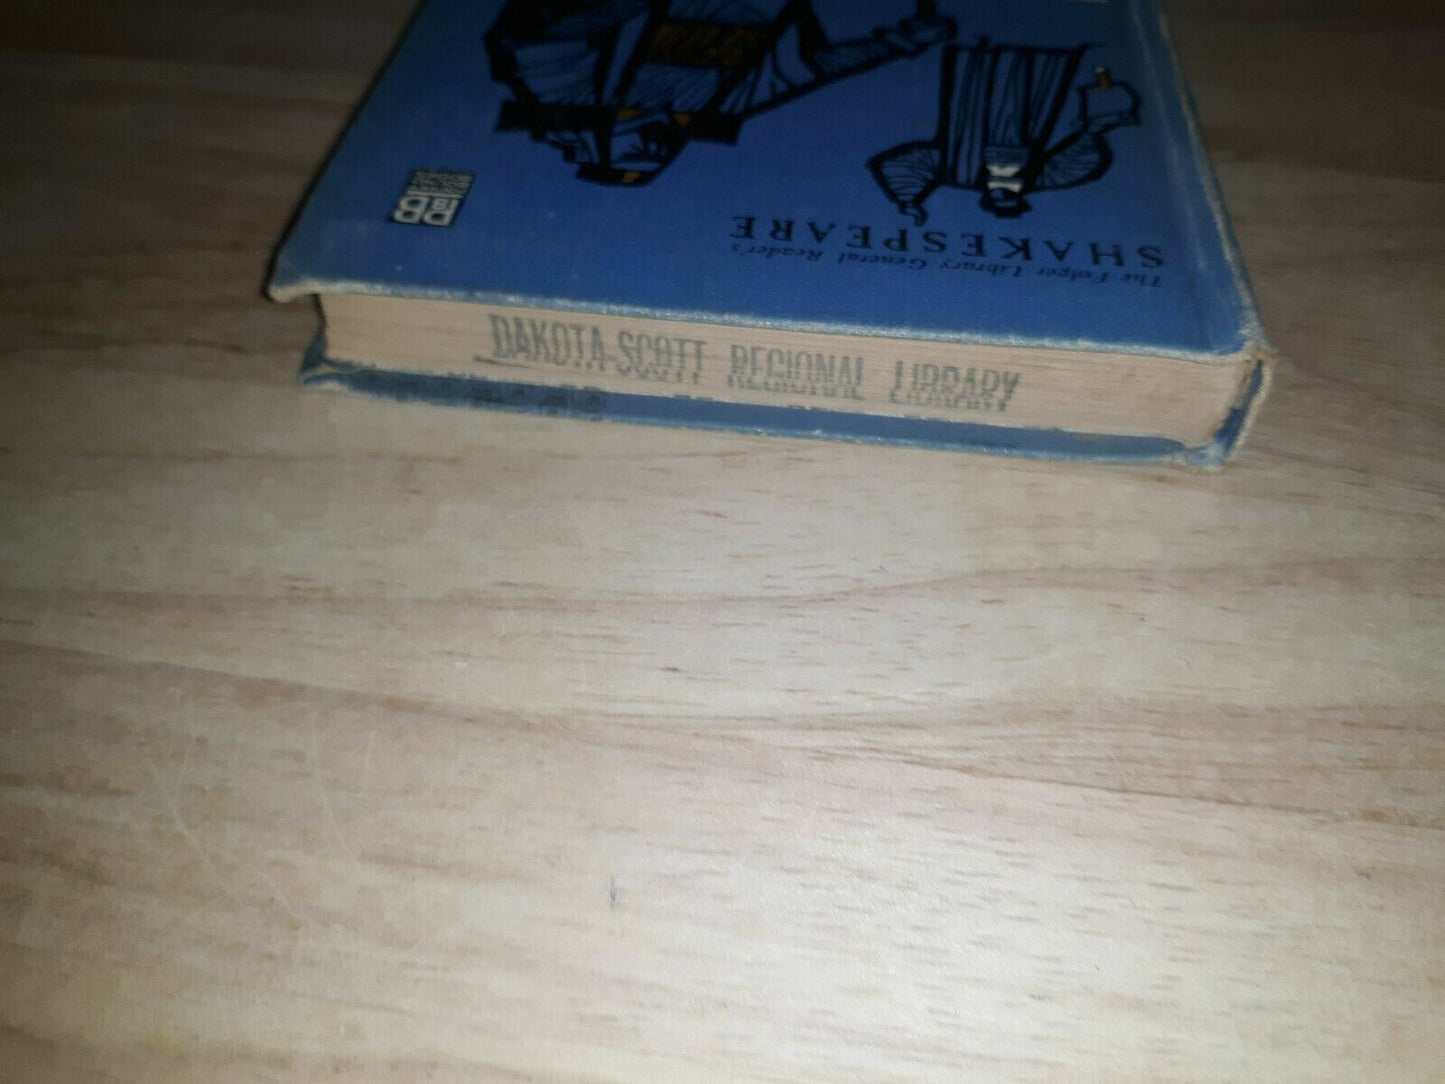 The Folger Library General Reader's
SHAKESPEARE
DAKOTA-SCOTT REGIONAL LIBRARY